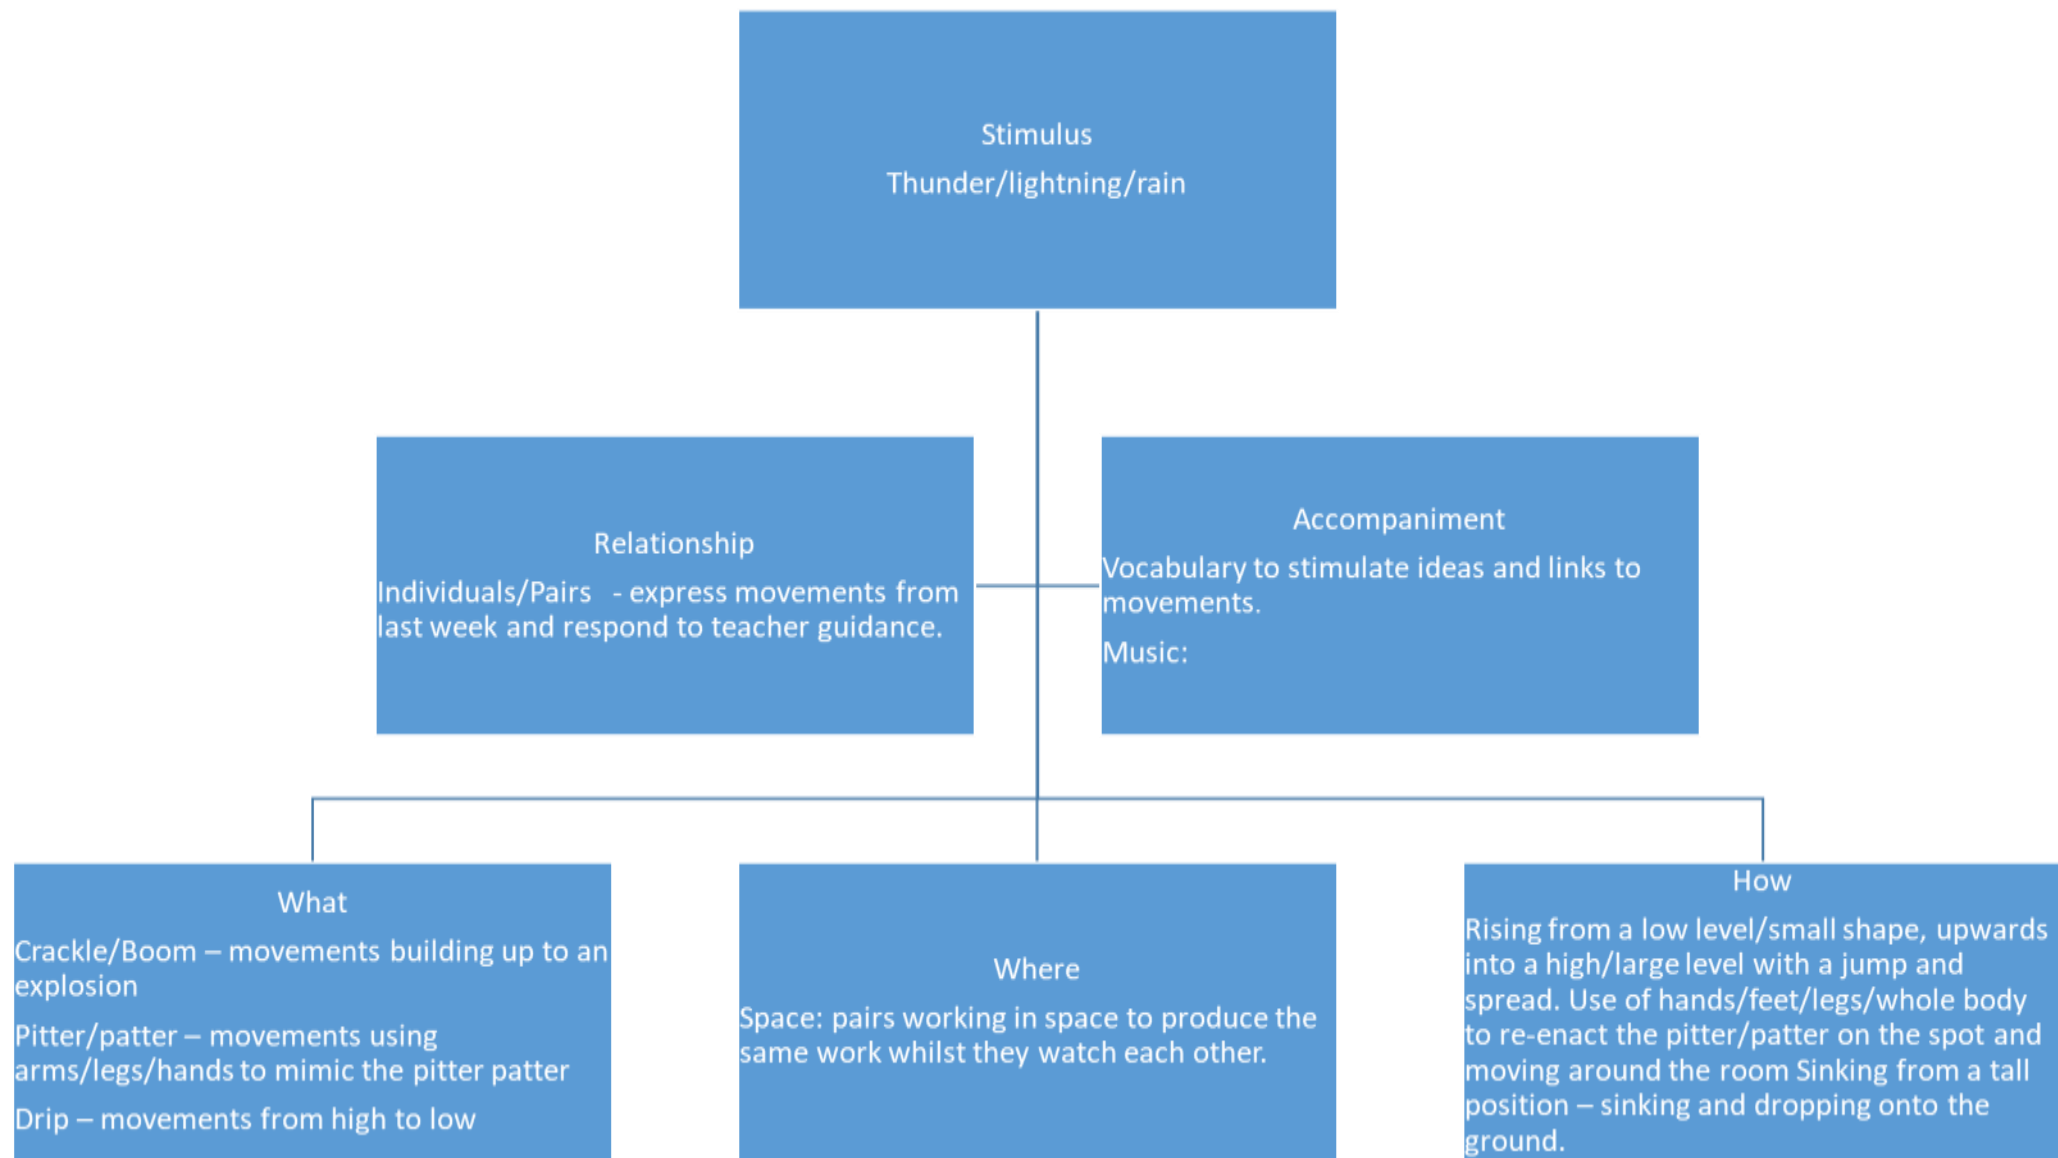 Stimulus
Thunder/lightning/rain
Relationship
Individuals/Pairs   - express movements from
last week and respond to teacher guidance.
Accompaniment
Vocabulary to stimulate ideas and links to
movements.
Music:
What
Crackle/Boom – movements building up to an
explosion
Pitter/patter – movements using
arms/legs/hands to mimic the pitter patter
Drip – movements from high to low
Where
Space: pairs working in space to produce the
same work whilst they watch each other.
How
Rising from a low level/small shape, upwards
into a high/large level with a jump and
spread. Use of hands/feet/legs/whole body
to re-enact the pitter/patter on the spot and
moving around the room Sinking from a tall
position – sinking and dropping onto the
ground.